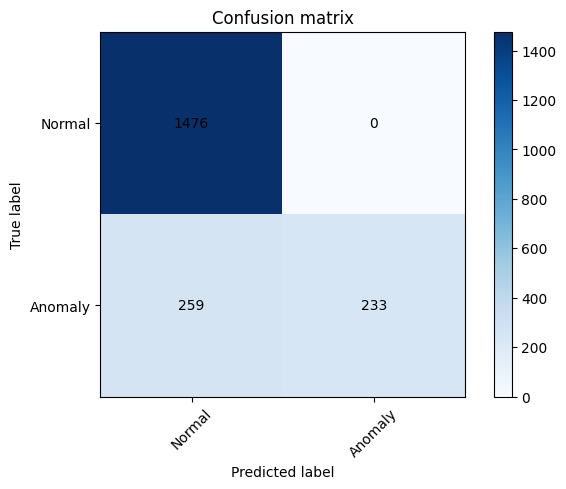 Confusion matrix
True label
Normal
Anomaly
1476
0
259
233
Normal
Anomaly
Predicted label
1400
1200
1000
800
600
400
200
0